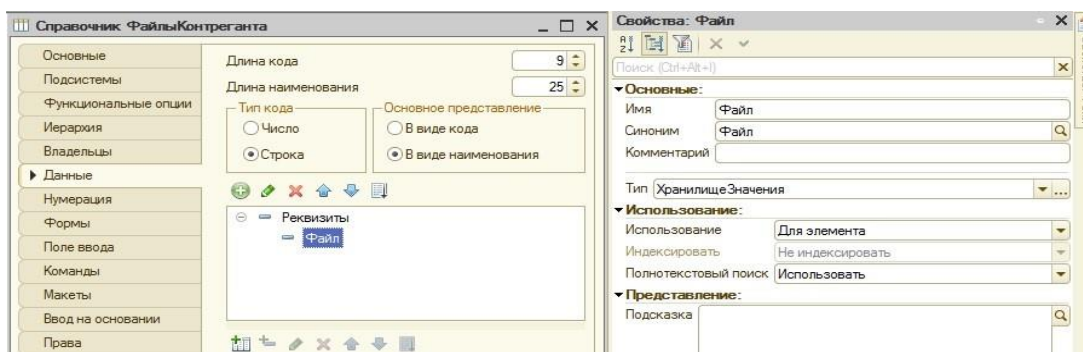 Справочник ФайлыКонтреганта
Основные
Подсистемы
Функциональные опции
Иерархия
Владельцы
Данные
Нумерация
Формы
Поле ввода
Команды
Макеты
Ввод на основании
Права
Длина кода
9
Длина наименования
25
Тип кода
Число
Строка
Основное представление
В виде кода
В виде наименования
Реквизиты
Файл
Свойства: Файл
Поиск (Ctrl+Alt+I)
Основные:
Имя Файл
Синоним Файл
Комментарий
Тип ХранилищеЗначения
Использование:
Использование Для элемента
Индексировать Не индексировать
Полнотекстовый поиск Использовать
Представление:
Подсказка